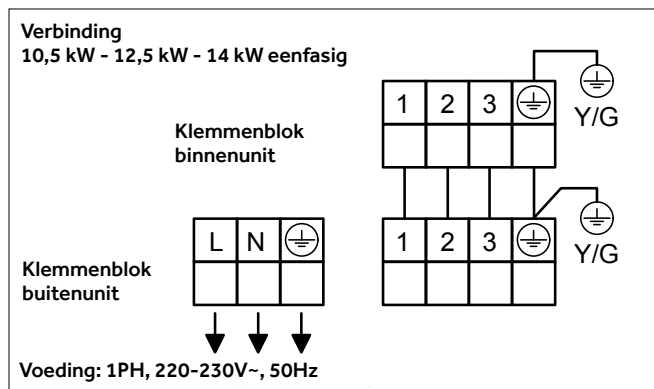 Verbinding
10,5 kW - 12,5 kW - 14 kW eenfasig
1 2 3
Y/G
Klemmenblok
binnenunit
L N
1 2 3
Y/G
Klemmenblok
buitenunit
Voeding: 1PH, 220-230V~, 50Hz